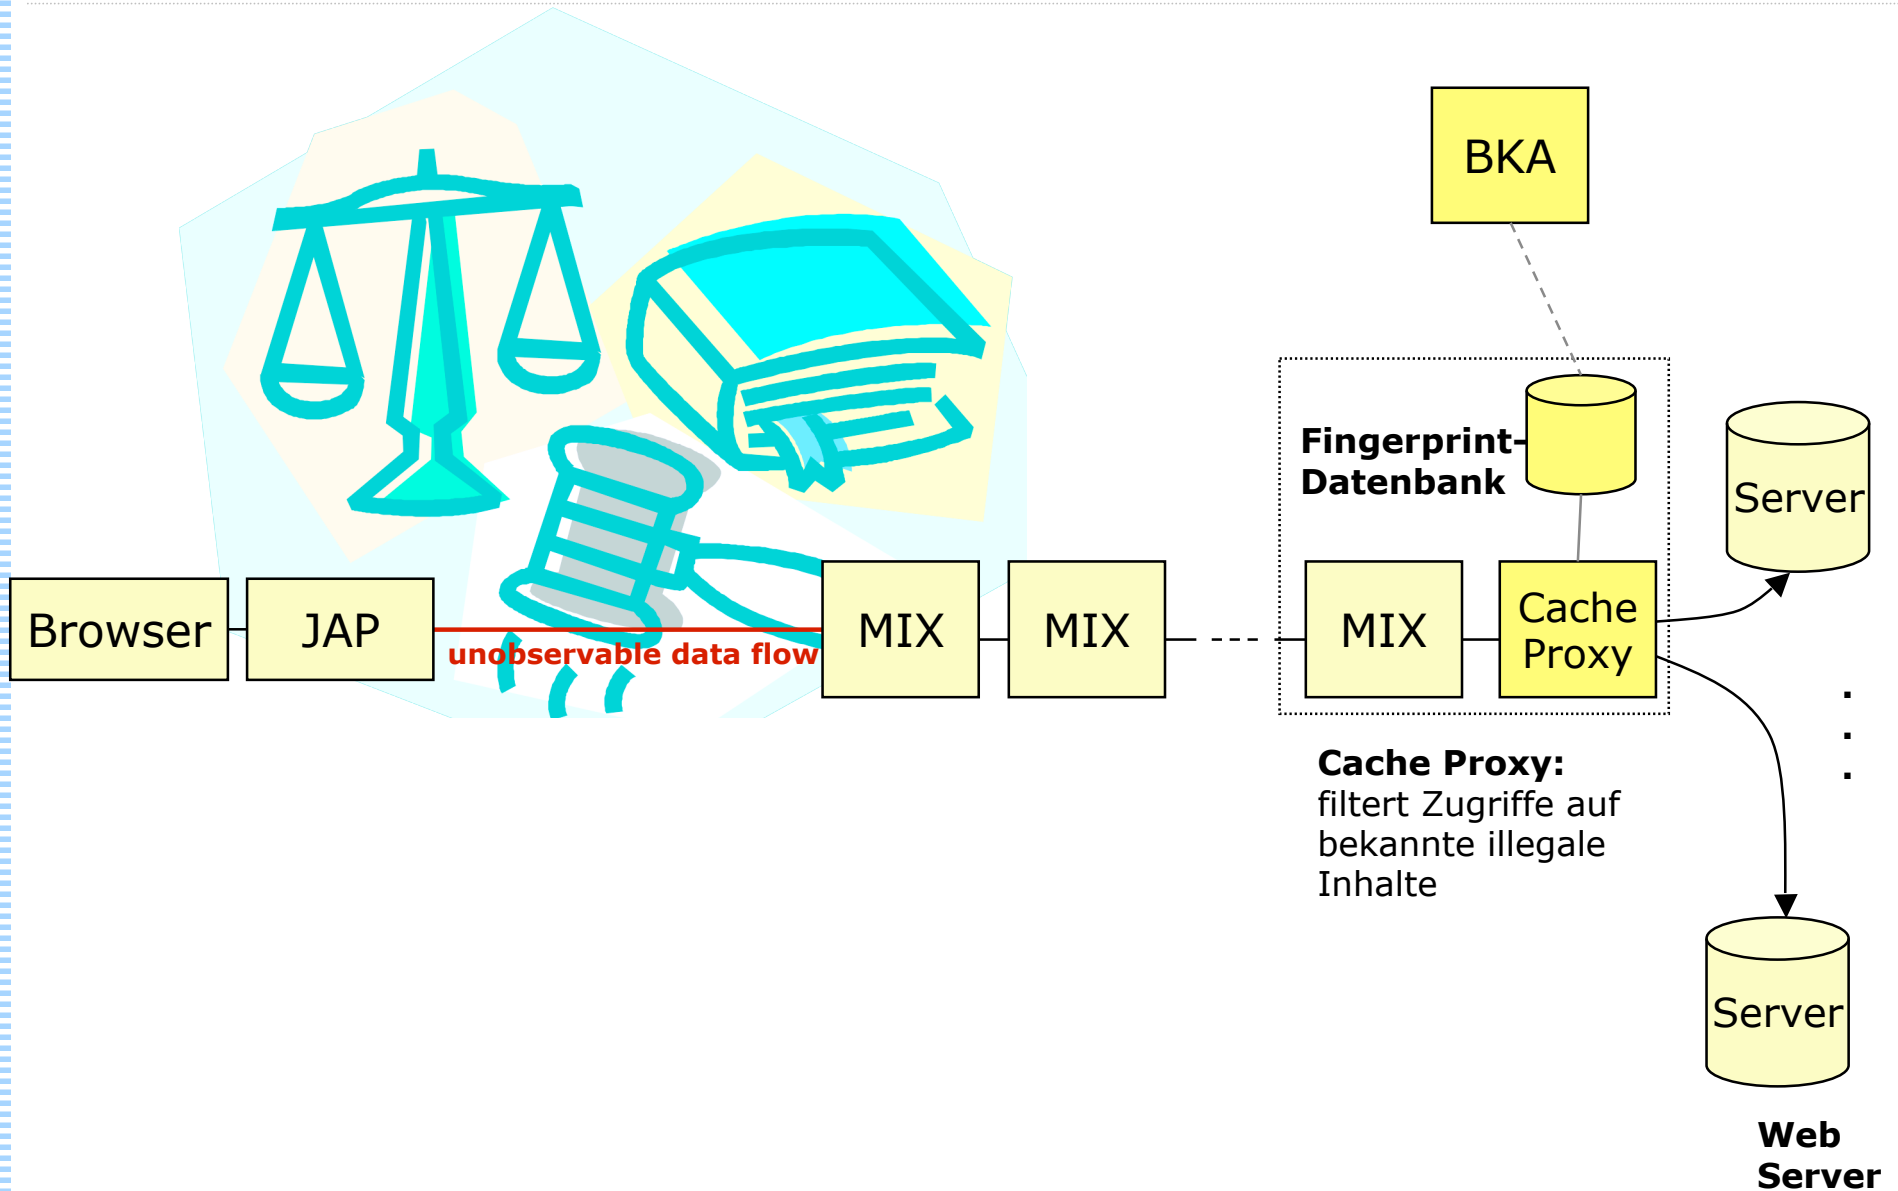 BKA
Fingerprint-
Datenbank
Server
Browser
JAP
unobservable data flow
MIX
MIX
MIX
Cache
Proxy
Cache Proxy:
filtert Zugriffe auf
bekannte illegale
Inhalte
.
.
.
Server
Web
Server